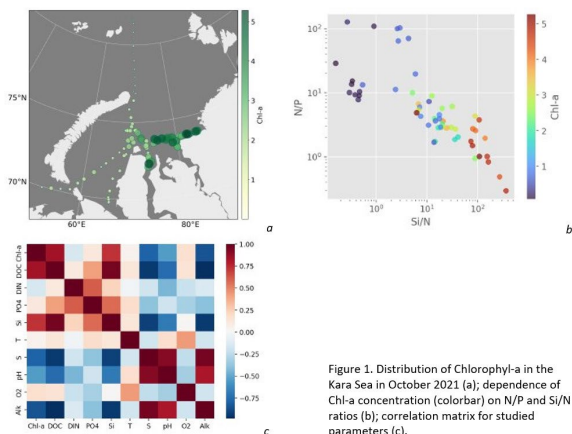 5
4
3
2
1
Chl-a
75°N
70°N
60°E
80°E
a
10²
10¹
10⁰
N/P
10⁰
10¹
10²
Si/N
5
4
3
2
1
Chl-a
b
Chl-a
DOC
DIN
PO4
Si
T
S
pH
O2
Alk
Chl-a DOC DIN PO4 Si T S pH O2 Alk
1.00
0.75
0.50
0.25
0.00
−0.25
−0.50
−0.75
c
Figure 1. Distribution of Chlorophyl-a in the
Kara Sea in October 2021 (a); dependence of
Chl-a concentration (colorbar) on N/P and Si/N
ratios (b); correlation matrix for studied
parameters (c).